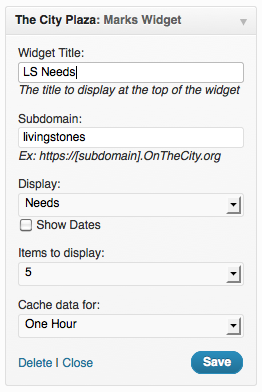 The City Plaza: Marks Widget
Widget Title:
LS Needs
The title to display at the top of the widget
Subdomain:
livingstones
Ex: https://[subdomain].OnTheCity.org
Display:
Needs
Show Dates
Items to display:
5
Cache data for:
One Hour
Delete | Close Save